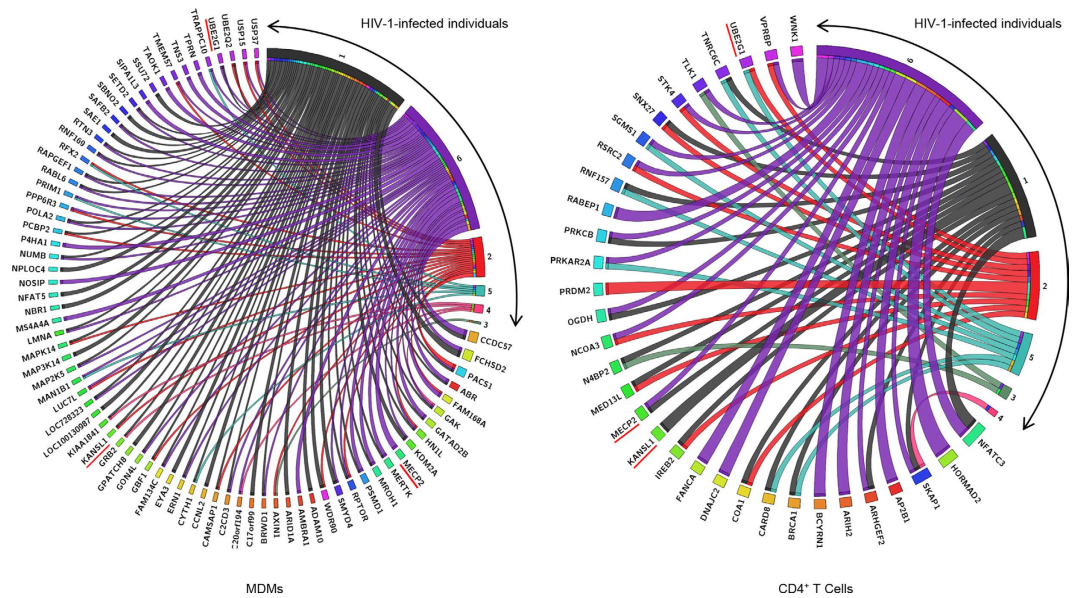 HIV-1-infected individuals
USP37
USP15
UBE2Q2
UBE2G1
TRAPPC10
TPRN
TNS3
TMEM57
TAOK1
SSU72
SIPA1L3
SETD2
SBNO2
SAFB2
SAE1
RTN3
RNF169
RFX2
RAPGEF1
RABL6
PRIM1
PPP6R3
POLA2
PCBP2
P4HA1
NUMB
NPLOC4
NOSIP
NFAT5
NBR1
MS4A4A
LMNA
MAPK14
MAP3K14
MAP2K5
MAN1B1
LUC7L
LOC728323
LOC100130987
KIAA1841
KANSL1
GRB2
GPATCH8
GON4L
GBF1
FAM134C
EYA3
ERN1
CYTH1
CCNL2
CAMSAP1
C2CD3
C20orf194
C17orf99
BRWD1
AXIN1
ARID1A
AMBRA1
ADAM10
WDR90
SMYD4
RPTOR
PSMD1
MROH1
MERTK
MECP2
KDM2A
HN1L
GATAD2B
GAK
FAM168A
ABR
PACS1
FCHSD2
CCDC57
1
6
2
5
4
3
MDMs
HIV-1-infected individuals
WNK1
VPRBP
UBE2G1
TNRC6C
TLK1
STK4
SNX27
SGMS1
RSRC2
RNF157
RABEP1
PRKCB
PRKAR2A
PRDM2
OGDH
NCOA3
N4BP2
MED13L
MECP2
KANSL1
IREB2
FANCA
DNAJC2
COA1
CARD8
BRCA1
BCYRN1
ARIH2
ARHGEF2
AP2B1
SKAP1
HORMAD2
NFATC3
6
1
2
5
3
4
CD4⁺ T Cells